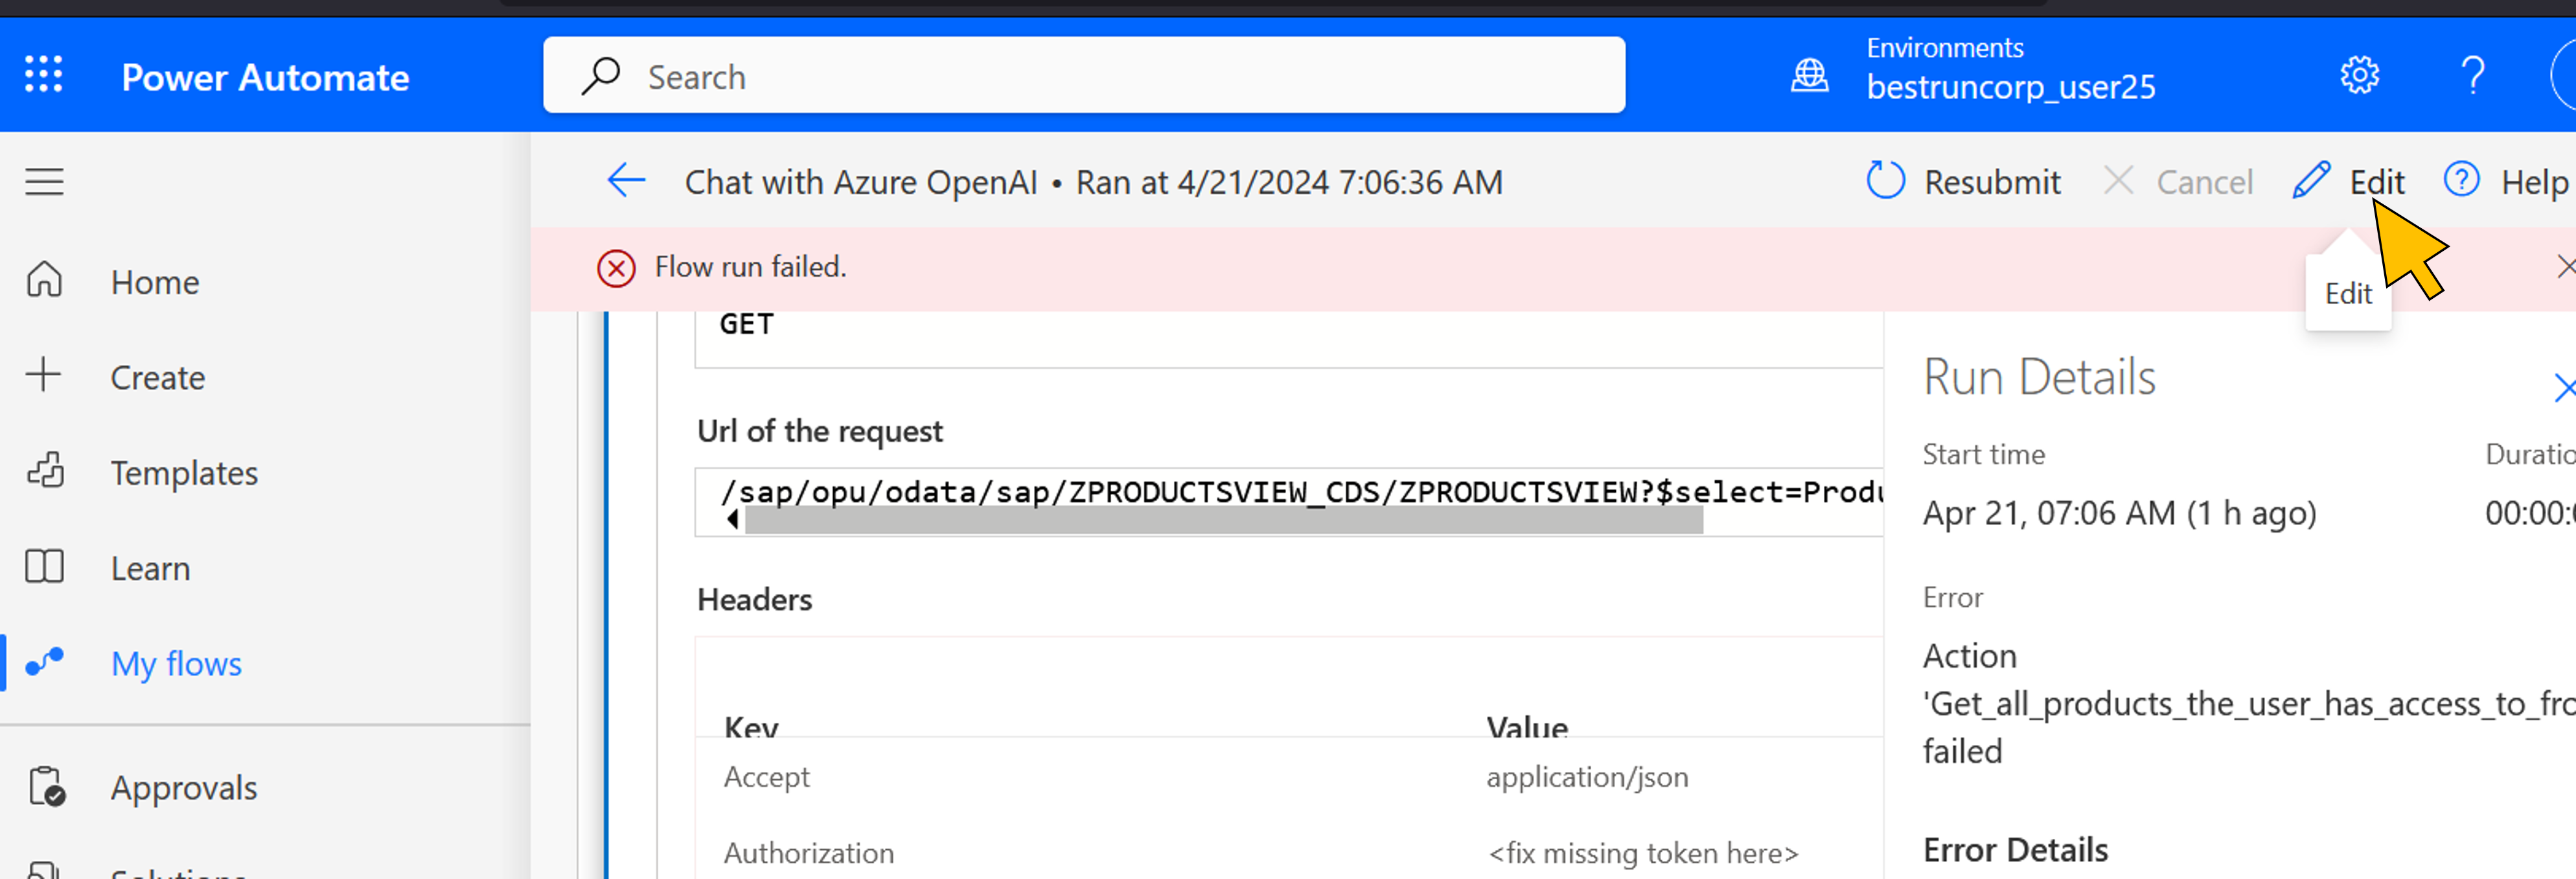 Power Automate
Search
Environments
bestruncorp_user25
Chat with Azure OpenAI • Ran at 4/21/2024 7:06:36 AM
Resubmit
Cancel
Edit
Help
Flow run failed.
Edit
Home
Create
Templates
Learn
My flows
Approvals
Solutions
GET
Url of the request
/sap/opu/odata/sap/ZPRODUCTSVIEW_CDS/ZPRODUCTSVIEW?$select=Produ
Headers
Key Value
Accept application/json
Authorization <fix missing token here>
Run Details
Start time
Apr 21, 07:06 AM (1 h ago)
Duratio
00:00:0
Error
Action
'Get_all_products_the_user_has_access_to_fro
failed
Error Details